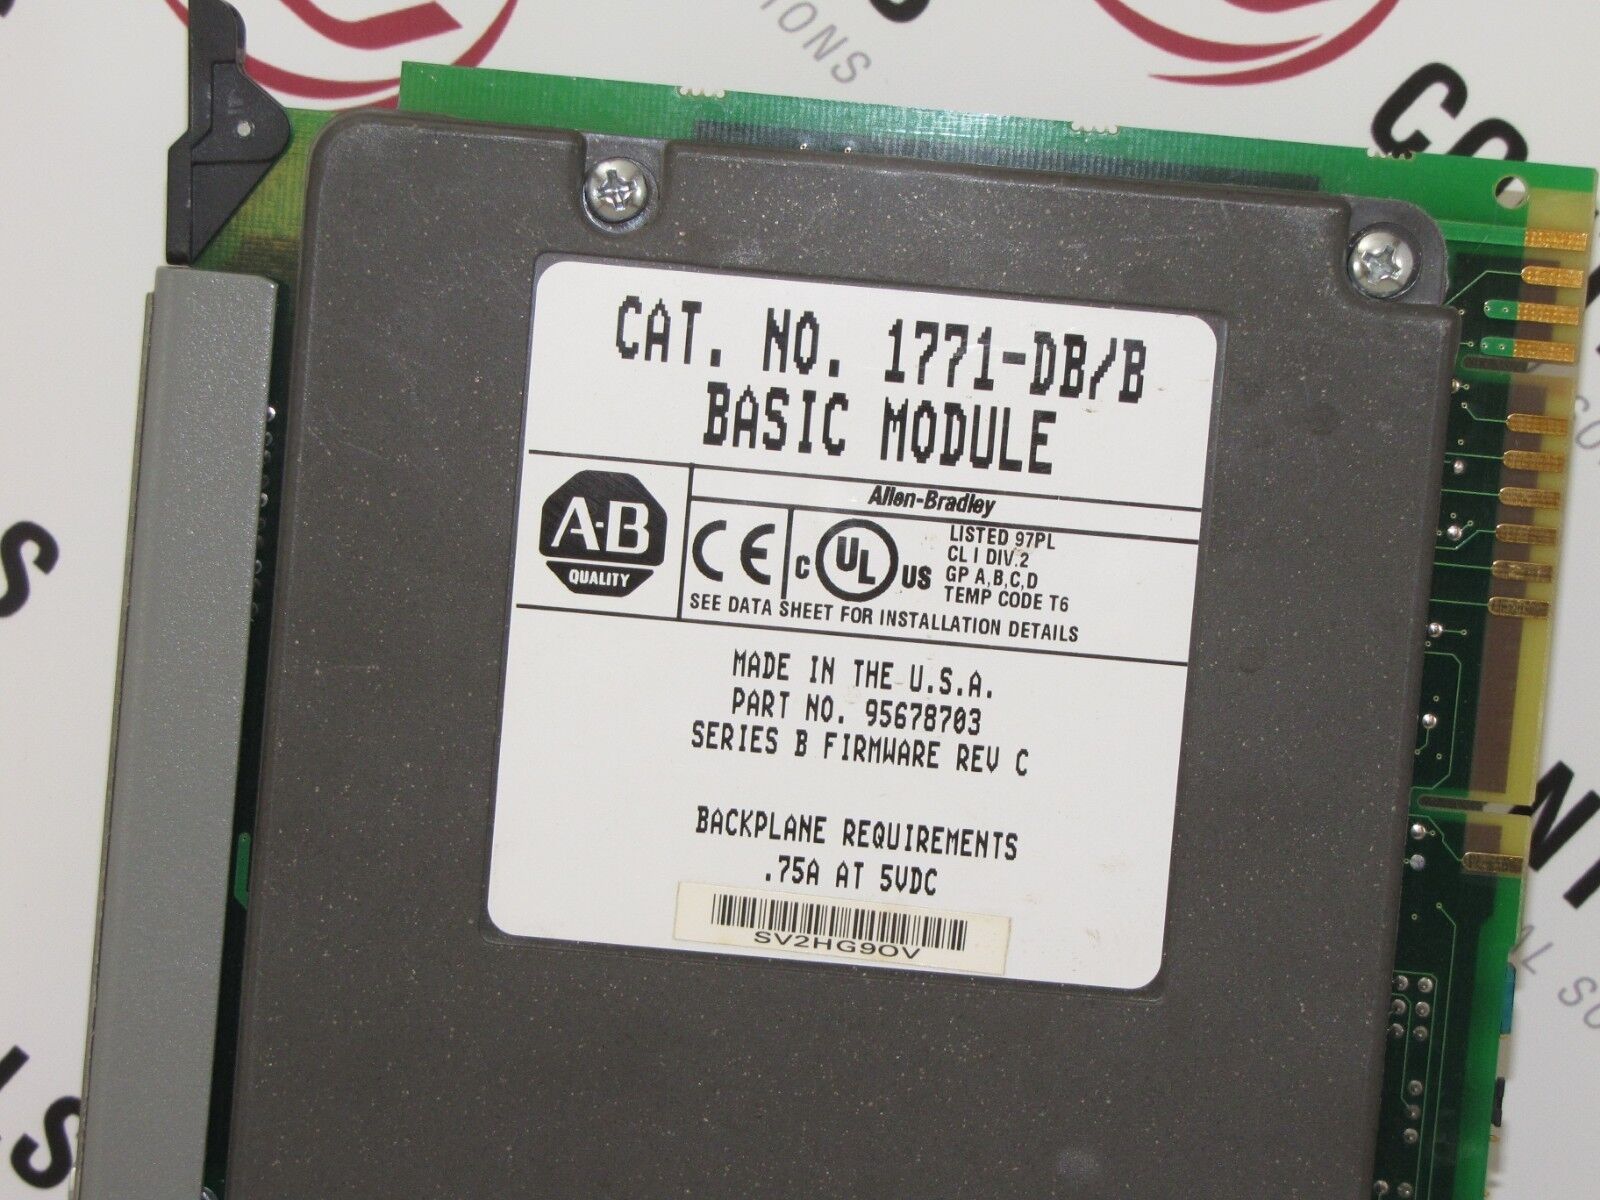 IONS
CAT. NO. 1771-DB/B
BASIC MODULE
Allen-Bradley
A-B
QUALITY
CE
C UL US
LISTED 97PL
CL I DIV.2
GP A,B,C,D
TEMP CODE T6
SEE DATA SHEET FOR INSTALLATION DETAILS
MADE IN THE U.S.A.
PART NO. 95678703
SERIES B FIRMWARE REV C
BACKPLANE REQUIREMENTS
.75A AT 5VDC
SV2HG9OV